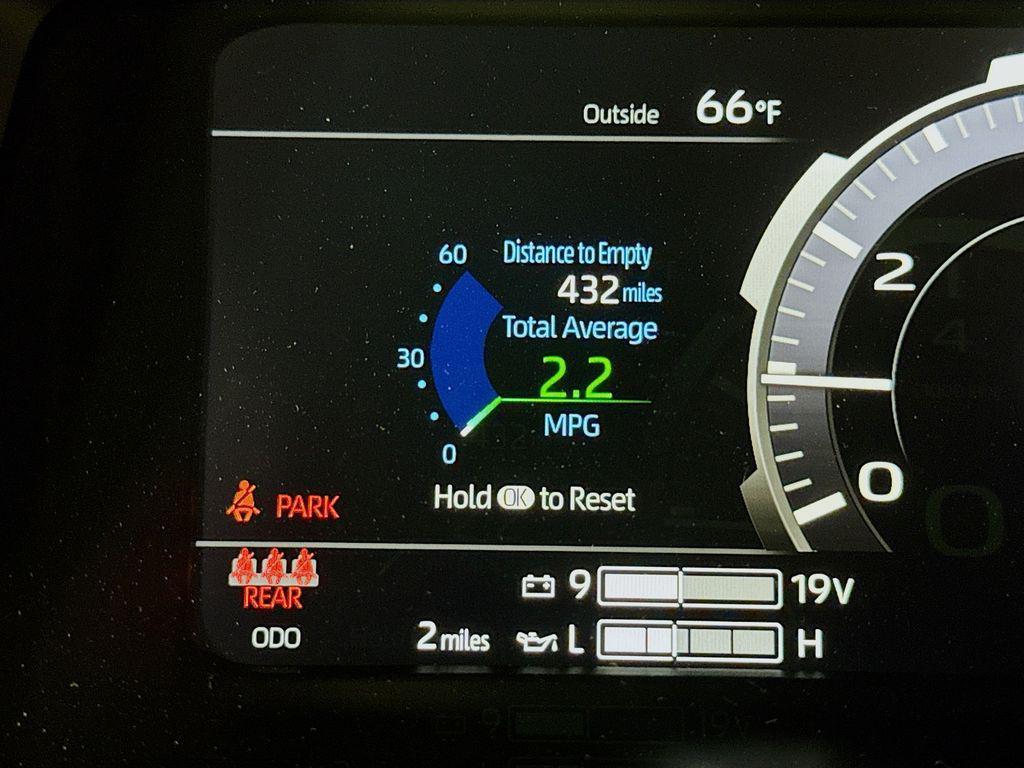 Outside 66°F
60 Distance to Empty
432 miles
Total Average
30 2.2
MPG
0
Hold OK to Reset
PARK
REAR
ODO 2 miles
9 19V
L H
2
0